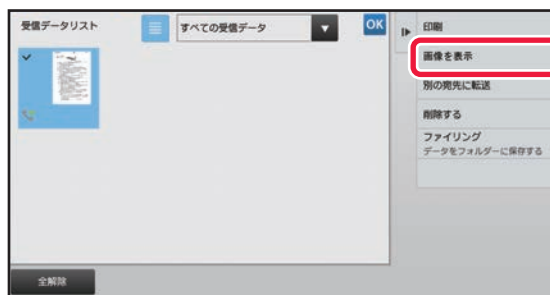 受信データリスト
すべての受信データ
OK
印刷
画像を表示
別の宛先に転送
削除する
ファイリング
データをフォルダーに保存する
全解除